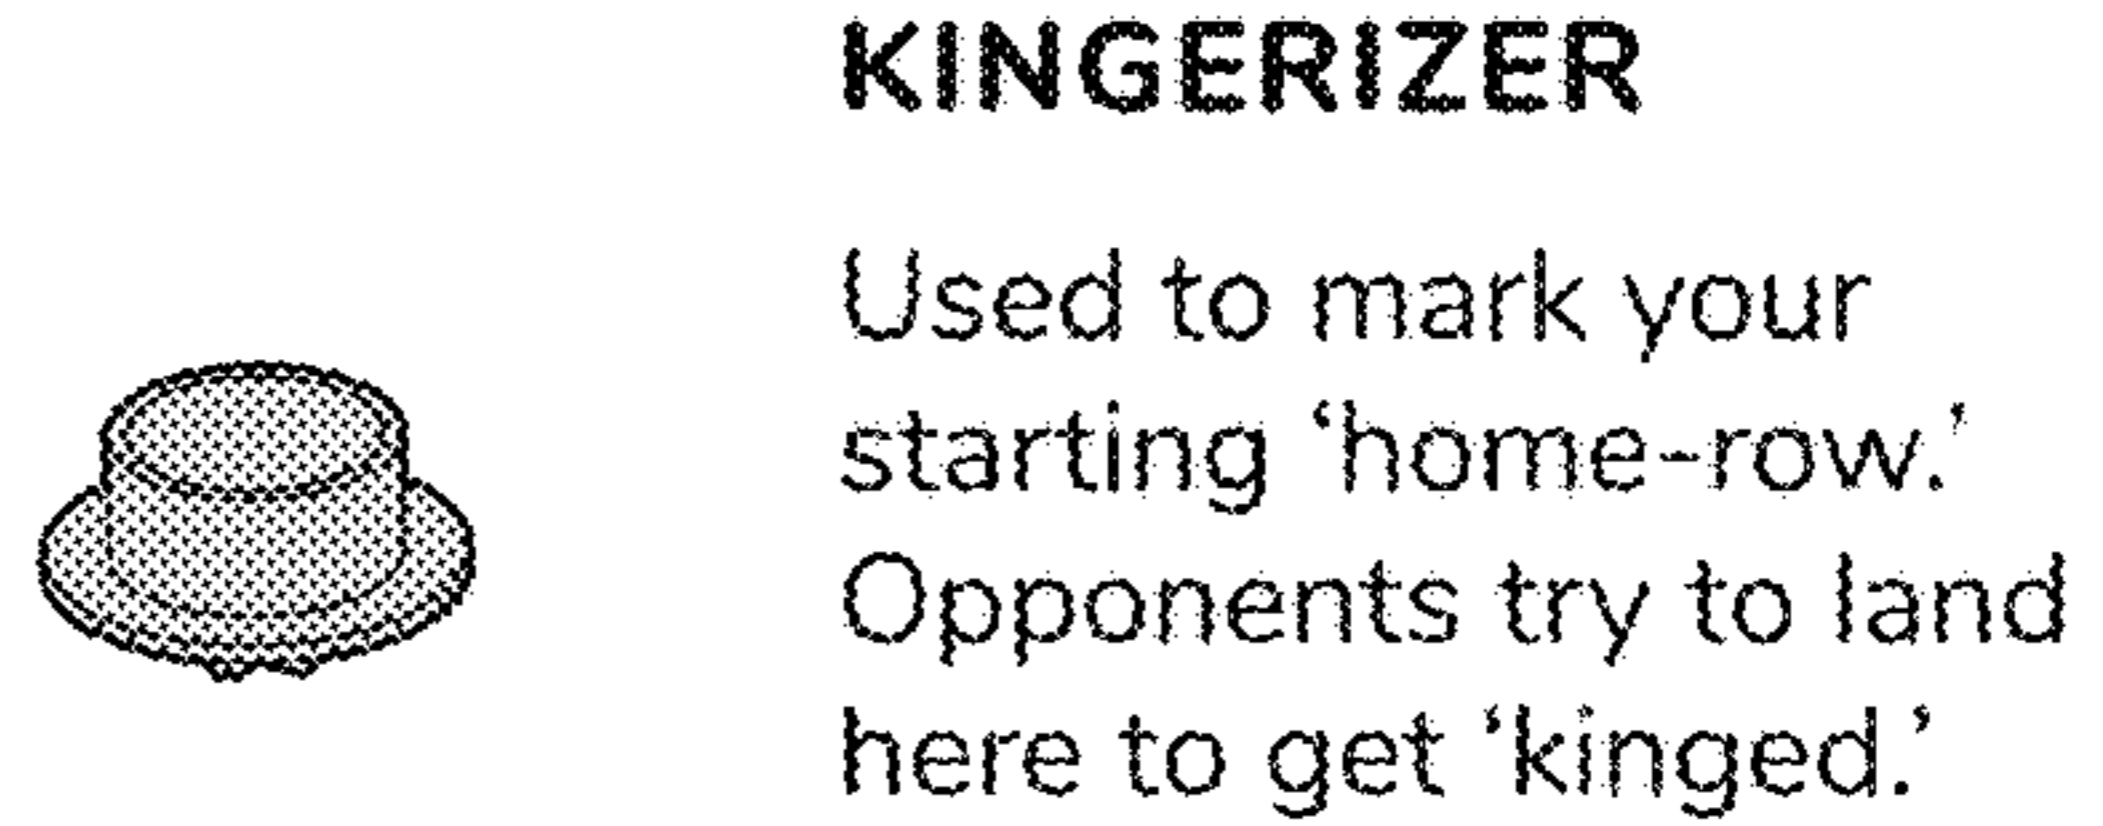 KINGERIZER
Used to mark your
starting ‘home-row.’
Opponents try to land
here to get ‘kinged.’